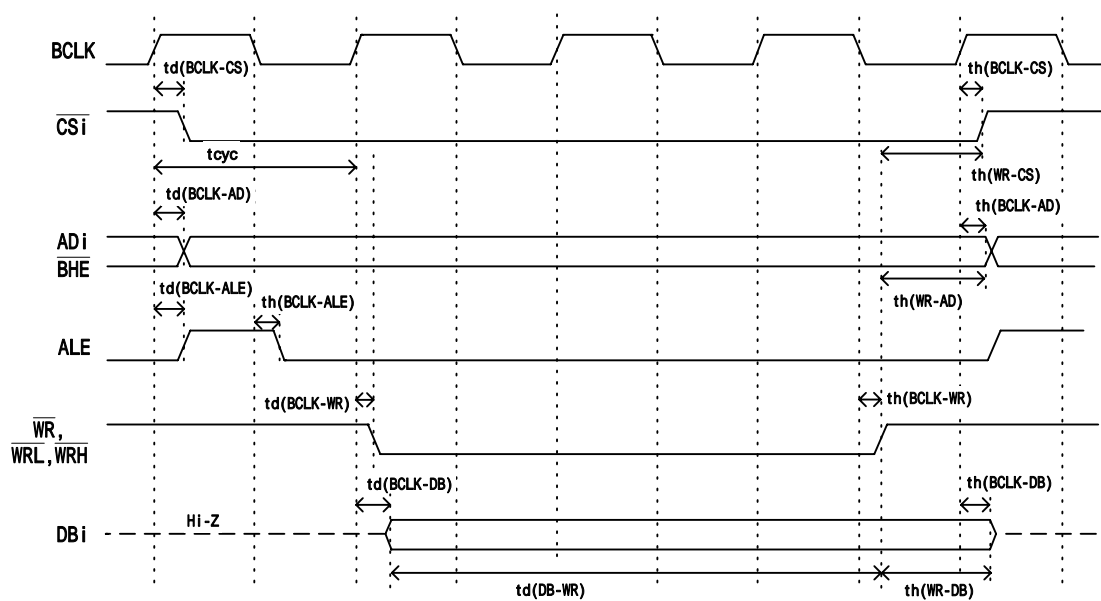 BCLK
td(BCLK-CS)
th(BCLK-CS)
CSi
tcyc
th(WR-CS)
td(BCLK-AD)
th(BCLK-AD)
ADi
BHE
td(BCLK-ALE)
th(BCLK-ALE)
th(WR-AD)
ALE
td(BCLK-WR)
th(BCLK-WR)
WR,
WRL,WRH
td(BCLK-DB)
th(BCLK-DB)
Hi-Z
DBi
td(DB-WR)
th(WR-DB)